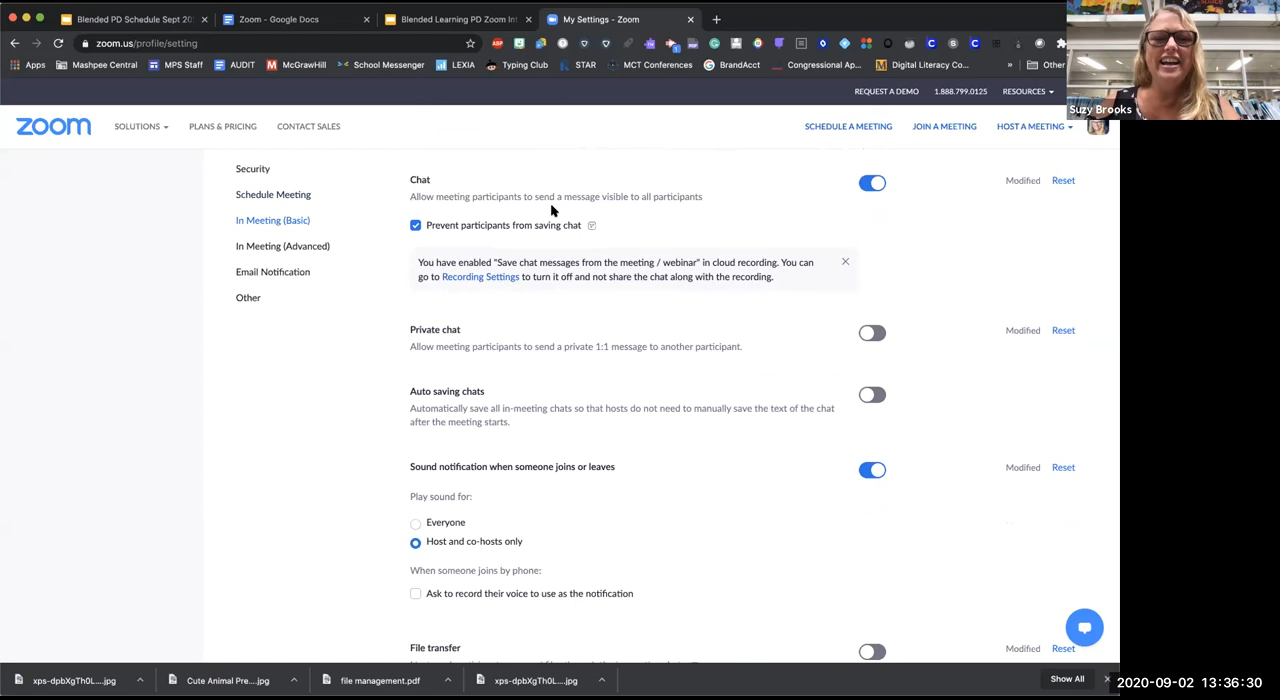 Blended PD Schedule Sept 20
Zoom - Google Docs
Blended Learning PD Zoom Int
My Settings - Zoom
zoom.us/profile/setting
ABP
Apps
Mashpee Central
MPS Staff
AUDIT
McGrawHill
School Messenger
LEXIA
Typing Club
STAR
MCT Conferences
BrandAcct
Congressional Ap...
Digital Literacy Co...
»
Other
Suzy Brooks
REQUEST A DEMO 1.888.799.0125 RESOURCES
zoom SOLUTIONS PLANS & PRICING CONTACT SALES SCHEDULE A MEETING JOIN A MEETING HOST A MEETING
Security
Schedule Meeting
In Meeting (Basic)
In Meeting (Advanced)
Email Notification
Other
Chat
Modified Reset
Allow meeting participants to send a message visible to all participants
Prevent participants from saving chat
You have enabled "Save chat messages from the meeting / webinar" in cloud recording. You can
go to Recording Settings to turn it off and not share the chat along with the recording.
Private chat
Modified Reset
Allow meeting participants to send a private 1:1 message to another participant.
Auto saving chats
Automatically save all in-meeting chats so that hosts do not need to manually save the text of the chat
after the meeting starts.
Sound notification when someone joins or leaves
Modified Reset
Play sound for:
Everyone
Host and co-hosts only
When someone joins by phone:
Ask to record their voice to use as the notification
File transfer
Modified Reset
xps-dpbXgTh0L....jpg
Cute Animal Pre....jpg
file management.pdf
xps-dpbXgTh0L....jpg
Show All
2020-09-02 13:36:30